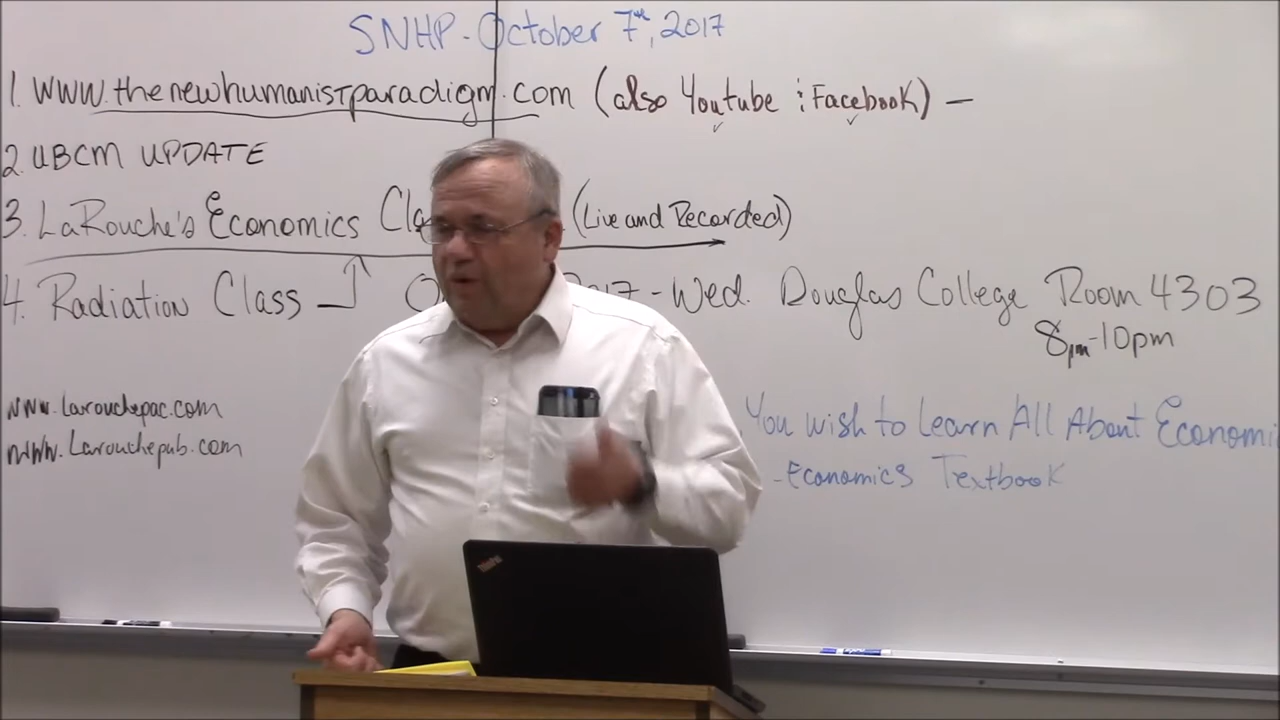 SNHP - October 7th, 2017
1. www.thenewhumanistparadigm.com (also Youtube & Facebook) —
2. UBCM UPDATE
3. LaRouche's Economics Cla (Live and Recorded)
4. Radiation Class O 17 - Wed. Douglas College Room 4303
8pm-10pm
www.larouchepac.com
www.Larouchepub.com
You wish to Learn All About Economi
- Economics Textbook
ThinkPad